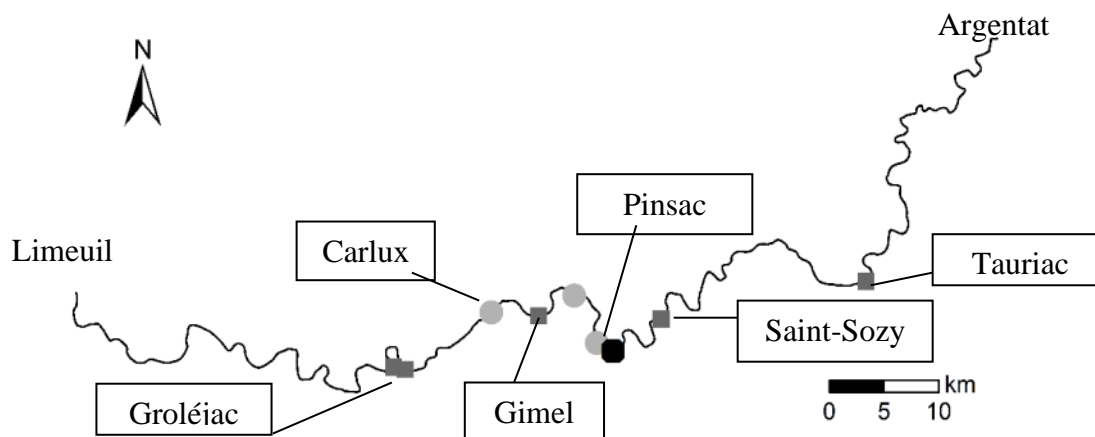 Argentat
N
Pinsac
Limeuil
Carlux
Tauriac
Saint-Sozy
km
Groléjac
Gimel
0 5 10